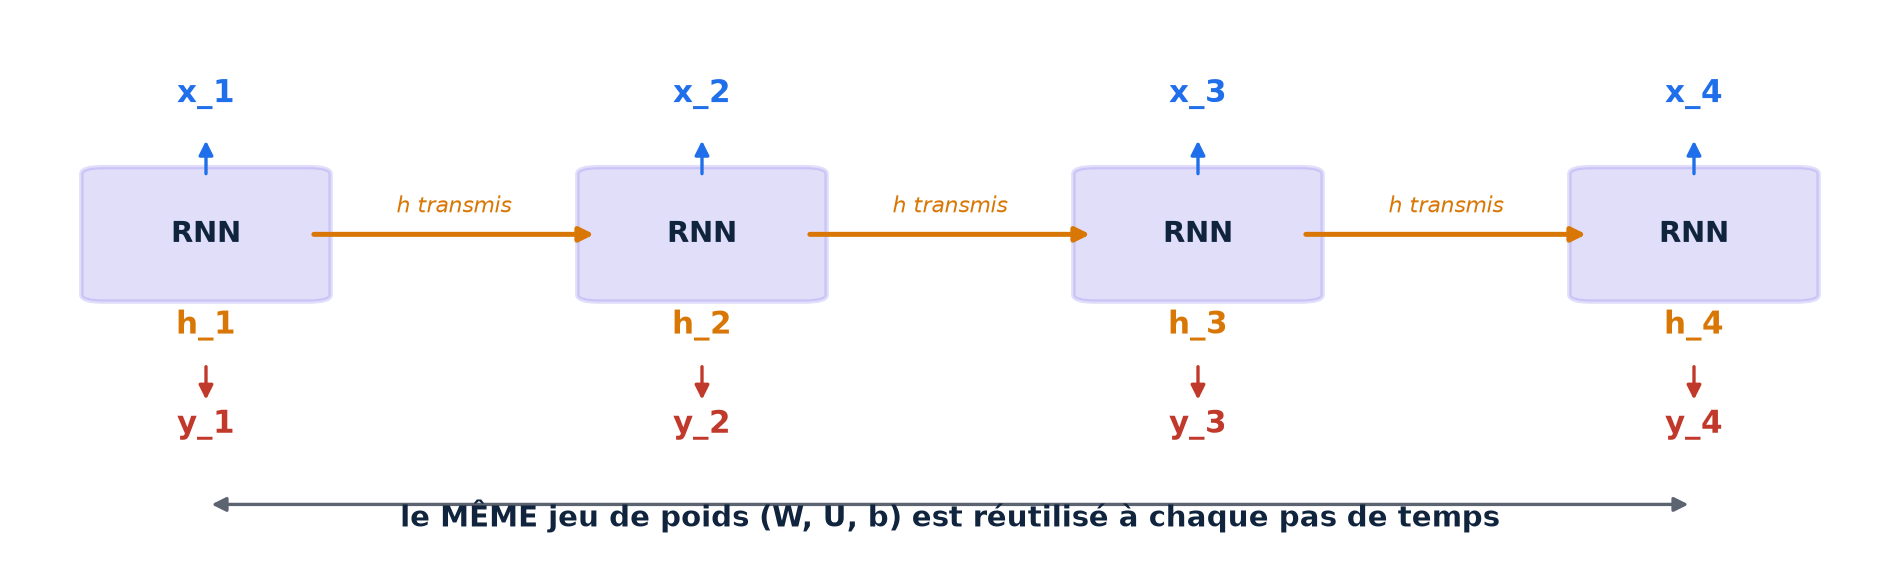 x_1 x_2 x_3 x_4
h transmis h transmis h transmis
RNN RNN RNN RNN
h_1 h_2 h_3 h_4
y_1 y_2 y_3 y_4
le MÊME jeu de poids (W, U, b) est réutilisé à chaque pas de temps